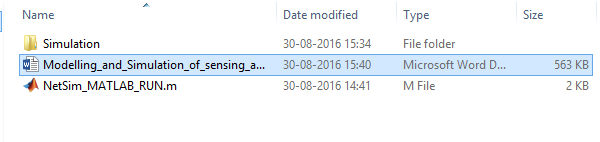 Name Date modified Type Size
Simulation 30-08-2016 15:34 File folder
Modelling_and_Simulation_of_sensing_a... 30-08-2016 15:40 Microsoft Word D... 563 KB
NetSim_MATLAB_RUN.m 30-08-2016 14:41 M File 2 KB